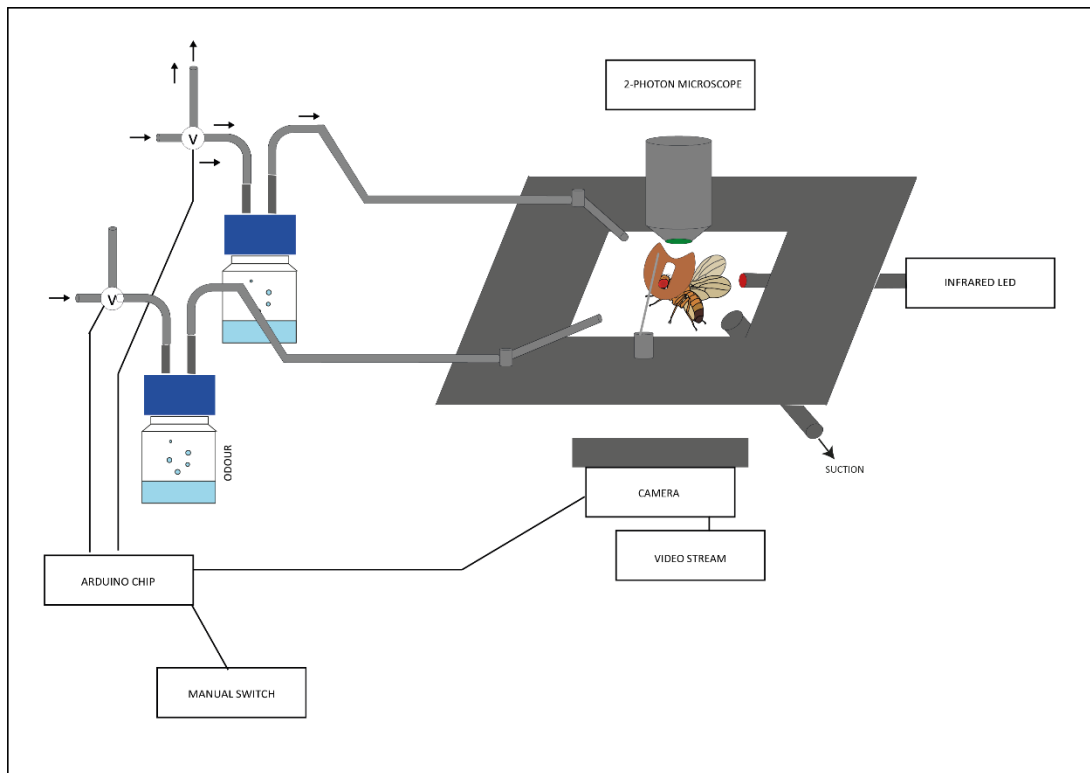 2-PHOTON MICROSCOPE
V
INFRARED LED
V
ODOUR
SUCTION
CAMERA
VIDEO STREAM
ARDUINO CHIP
MANUAL SWITCH